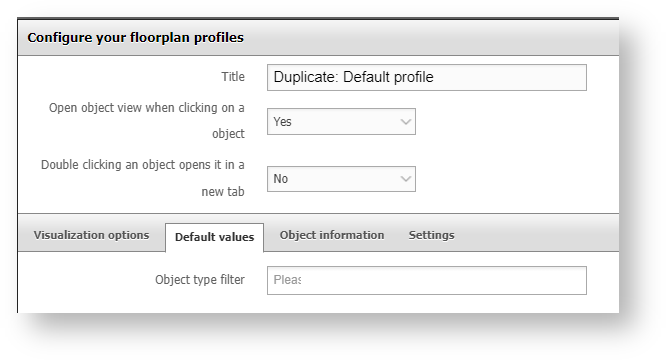 Configure your floorplan profiles
Title
Duplicate: Default profile
Open object view when clicking on a
object
Yes
Double clicking an object opens it in a
new tab
No
Visualization options Default values Object information Settings
Object type filter
Pleas